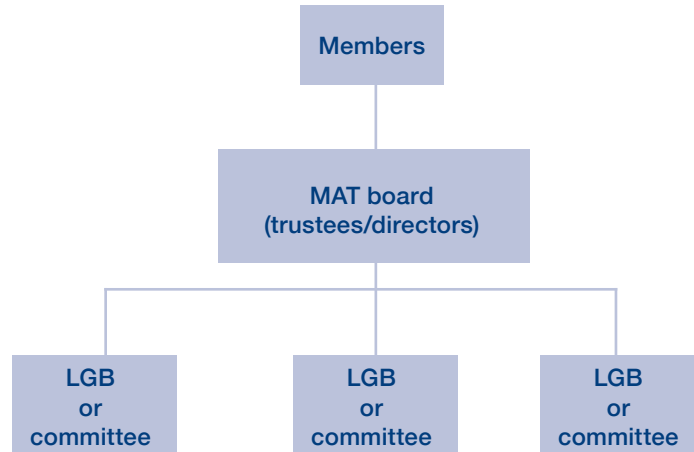 Members
MAT board
(trustees/directors)
LGB
or
committee
LGB
or
committee
LGB
or
committee